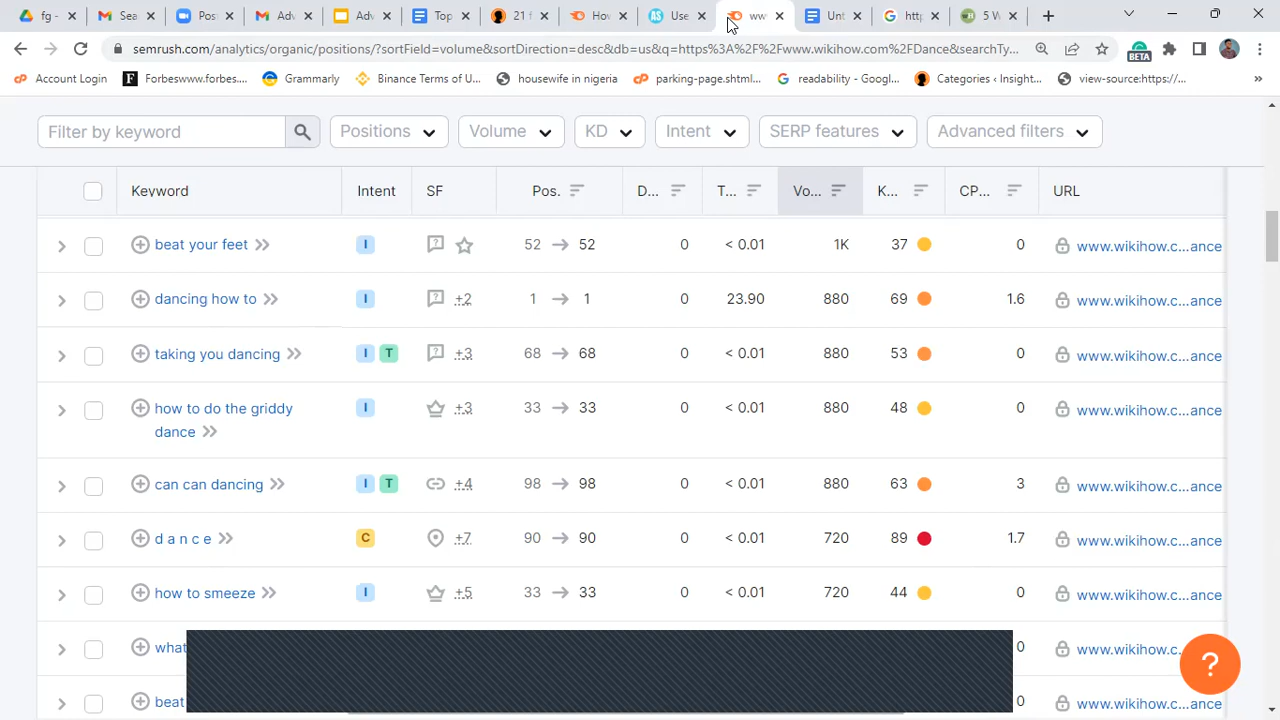 fg -
Sea
Pos
Adv
Adv
Top
21 f
How
AS Use
ww
Unt
http
5 W
semrush.com/analytics/organic/positions/?sortField=volume&sortDirection=desc&db=us&q=https%3A%2F%2Fwww.wikihow.com%2FDance&searchTy...
BETA
Account Login
Forbeswww.forbes....
Grammarly
Binance Terms of U...
housewife in nigeria
parking-page.shtml...
readability - Googl...
Categories ‹ Insight...
view-source:https://...
»
Filter by keyword
Positions
Volume
KD
Intent
SERP features
Advanced filters
Keyword Intent SF Pos. D... T... Vo... K... CP... URL
beat your feet I 52 → 52 0 < 0.01 1K 37 0 www.wikihow.c...ance
dancing how to I +2 1 → 1 0 23.90 880 69 1.6 www.wikihow.c...ance
taking you dancing I T +3 68 → 68 0 < 0.01 880 53 0 www.wikihow.c...ance
how to do the griddy I +3 33 → 33 0 < 0.01 880 48 0 www.wikihow.c...ance
dance
can can dancing I T +4 98 → 98 0 < 0.01 880 63 3 www.wikihow.c...ance
d a n c e C +7 90 → 90 0 < 0.01 720 89 1.7 www.wikihow.c...ance
how to smeeze I +5 33 → 33 0 < 0.01 720 44 0 www.wikihow.c...ance
what 0 www.wikihow.c...
beat 0 www.wikihow.c...ance
?